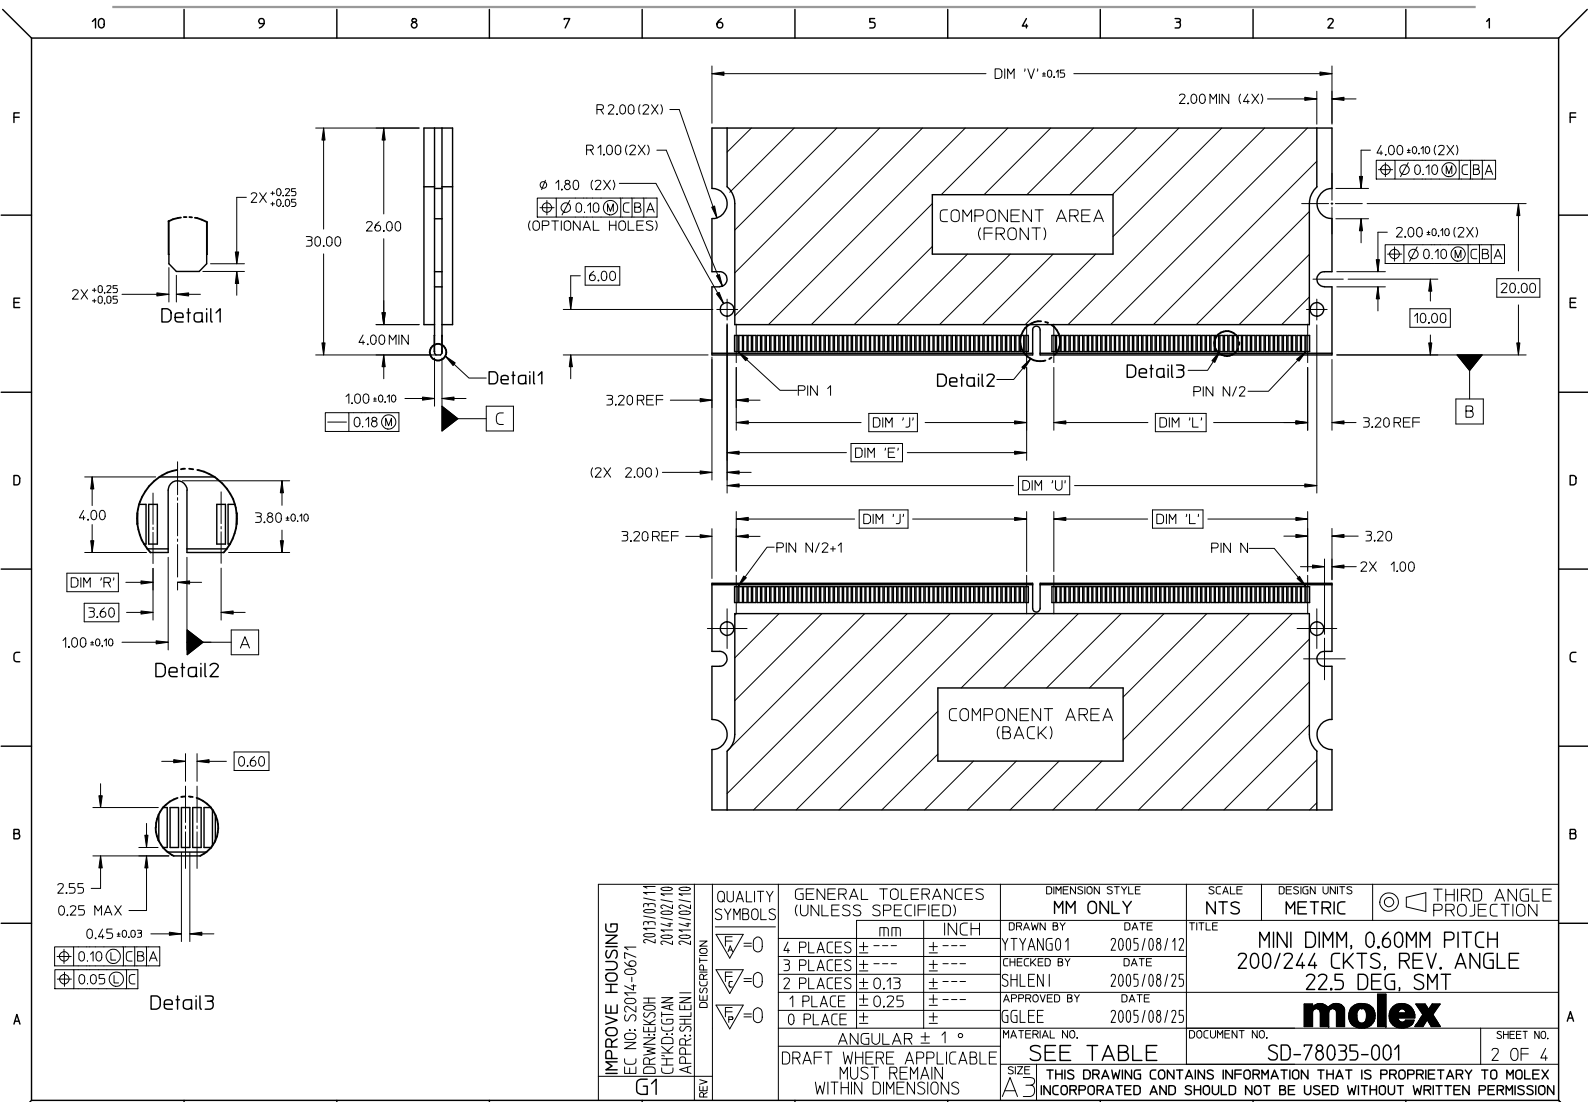 10 9 8 7 6 5 4 3 2 1
F
F
E
E
D
D
C
C
B
B
A
A
DIM 'V' ±0.15
2.00 MIN (4X)
R 2.00 (2X)
R 1.00 (2X)
Ø 1.80 (2X)
⌖ Ø 0.10 Ⓜ C B A
(OPTIONAL HOLES)
4.00 ±0.10 (2X)
⌖ Ø 0.10 Ⓜ C B A
2.00 ±0.10 (2X)
⌖ Ø 0.10 Ⓜ C B A
COMPONENT AREA
(FRONT)
6.00
20.00
10.00
B
PIN 1
Detail2
Detail3
PIN N/2
3.20 REF
DIM 'J'
DIM 'L'
3.20 REF
DIM 'E'
(2X 2.00)
DIM 'U'
2X +0.25
+0.05
2X +0.25
+0.05
Detail1
30.00
26.00
4.00 MIN
Detail1
1.00 ±0.10
— 0.18 Ⓜ
C
4.00
3.80 ±0.10
DIM 'R'
3.60
1.00 ±0.10
A
Detail2
3.20 REF
DIM 'J'
DIM 'L'
3.20
PIN N/2+1
PIN N
2X 1.00
COMPONENT AREA
(BACK)
0.60
2.55
0.25 MAX
0.45 ±0.03
⌖ 0.10 Ⓛ C B A
⌖ 0.05 Ⓛ C
Detail3
IMPROVE HOUSING
EC NO: S2014-0671
DRWN:EKSOH 2013/03/11
CH'KD:CGTAN 2014/02/10
APPR:SHLENI 2014/02/10
G1
DESCRIPTION
REV
QUALITY
SYMBOLS
F A =0
F C =0
F P =0
GENERAL TOLERANCES
(UNLESS SPECIFIED)
mm INCH
4 PLACES ± --- ± ---
3 PLACES ± --- ± ---
2 PLACES ± 0.13 ± ---
1 PLACE ± 0.25 ± ---
0 PLACE ± ±
ANGULAR ± 1 °
DRAFT WHERE APPLICABLE
MUST REMAIN
WITHIN DIMENSIONS
DIMENSION STYLE
MM ONLY
SCALE
NTS
DESIGN UNITS
METRIC
THIRD ANGLE
PROJECTION
DRAWN BY DATE
YTYANG01 2005/08/12
CHECKED BY DATE
SHLENI 2005/08/25
APPROVED BY DATE
GGLEE 2005/08/25
TITLE
MINI DIMM, 0.60MM PITCH
200/244 CKTS, REV. ANGLE
22.5 DEG, SMT
molex
MATERIAL NO.
SEE TABLE
DOCUMENT NO.
SD-78035-001
SHEET NO.
2 OF 4
SIZE
A3
THIS DRAWING CONTAINS INFORMATION THAT IS PROPRIETARY TO MOLEX
INCORPORATED AND SHOULD NOT BE USED WITHOUT WRITTEN PERMISSION